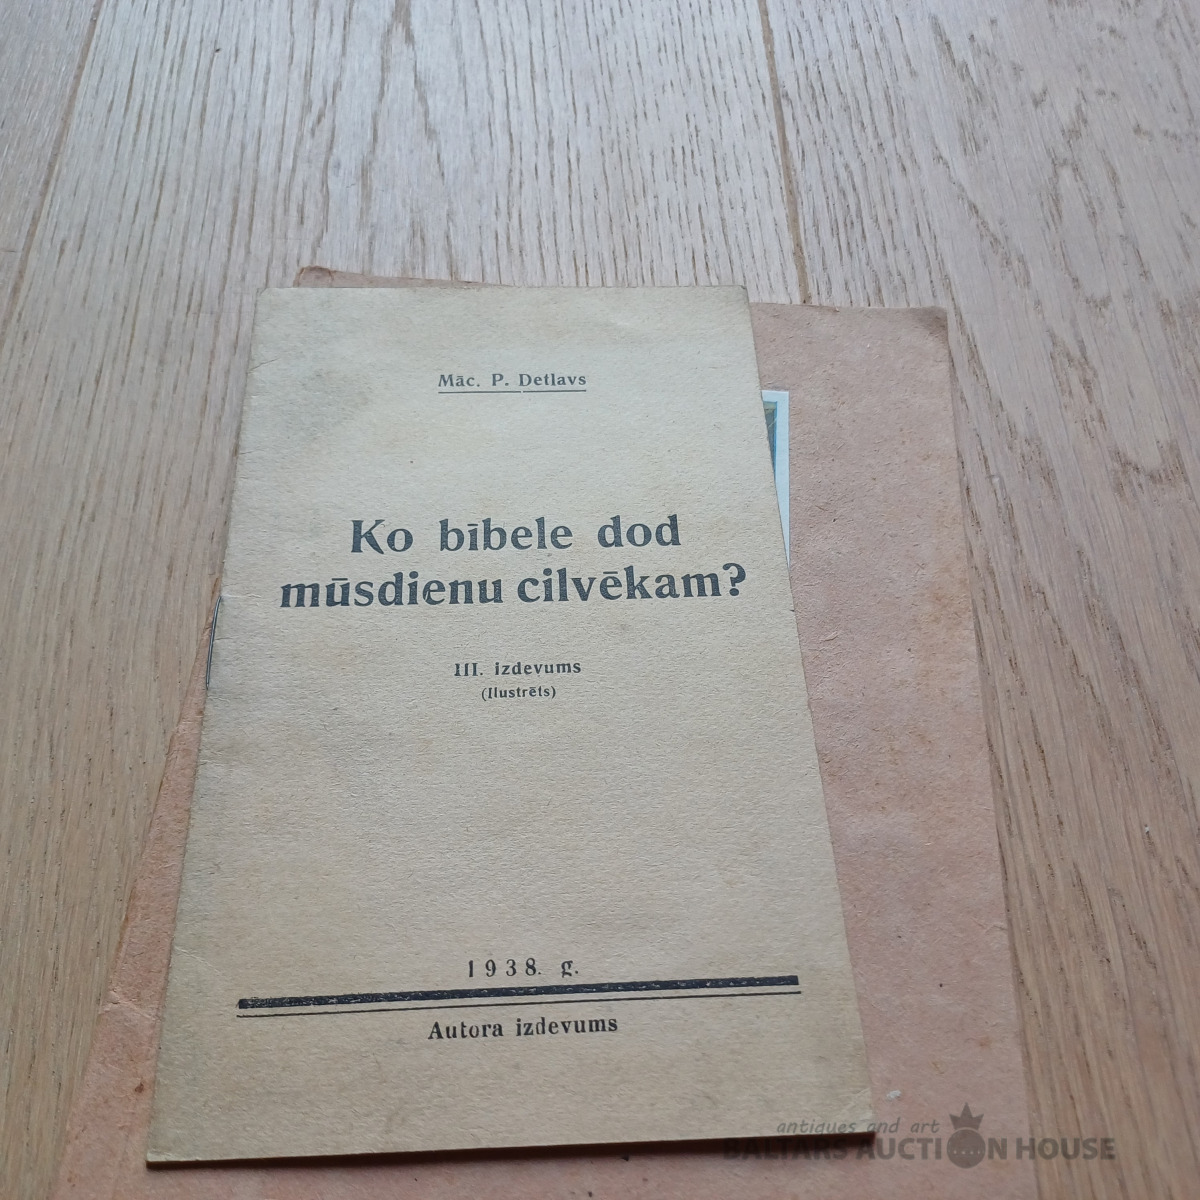 Māc. P. Detlavs
Ko bībele dod
mūsdienu cilvēkam?
III. izdevums
(Ilustrēts)
1938. g.
Autora izdevums
antiques and art
BALTARS AUCTION HOUSE